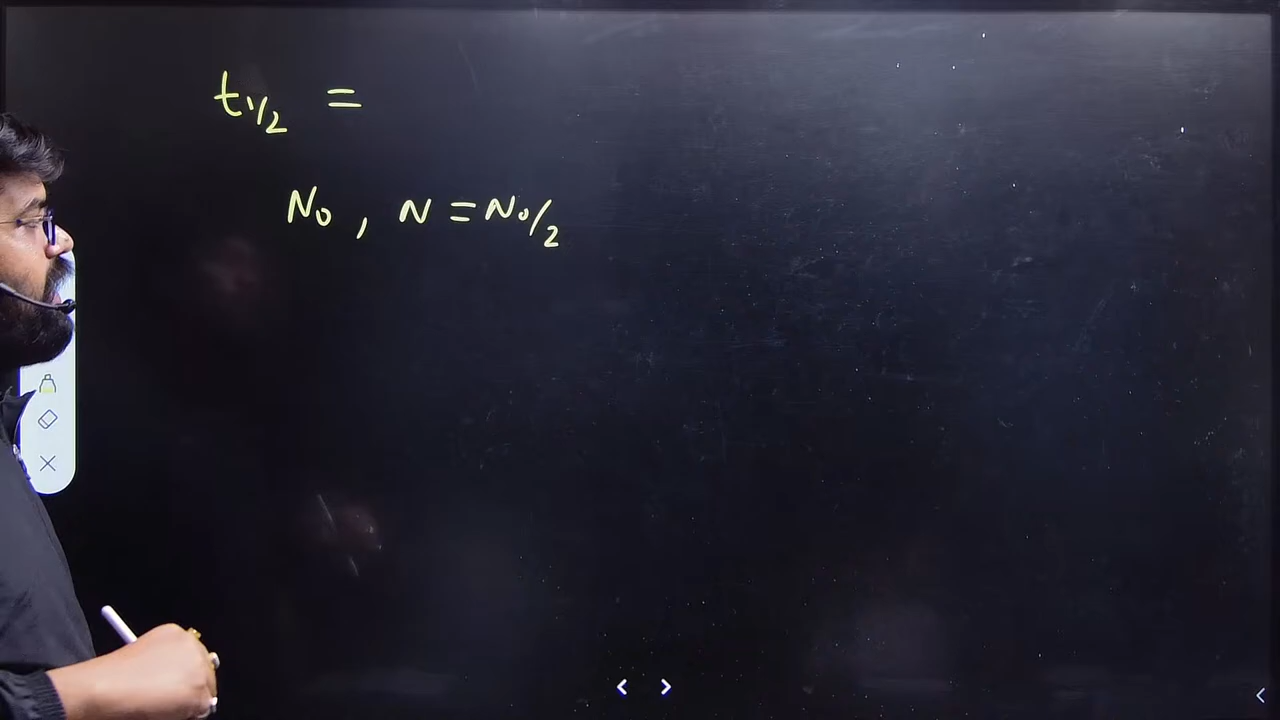 t1/2 =
N0 , N = N0/2